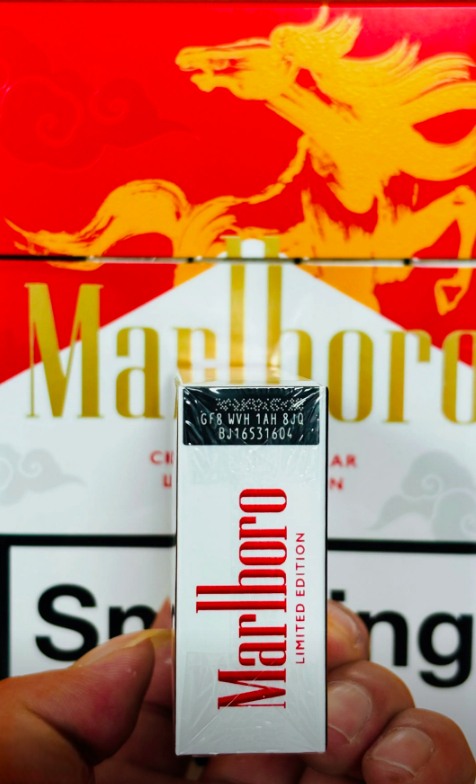 Marlboro
GF8 WVH 1AH 8JQ
BJ16531604
Marlboro
LIMITED EDITION